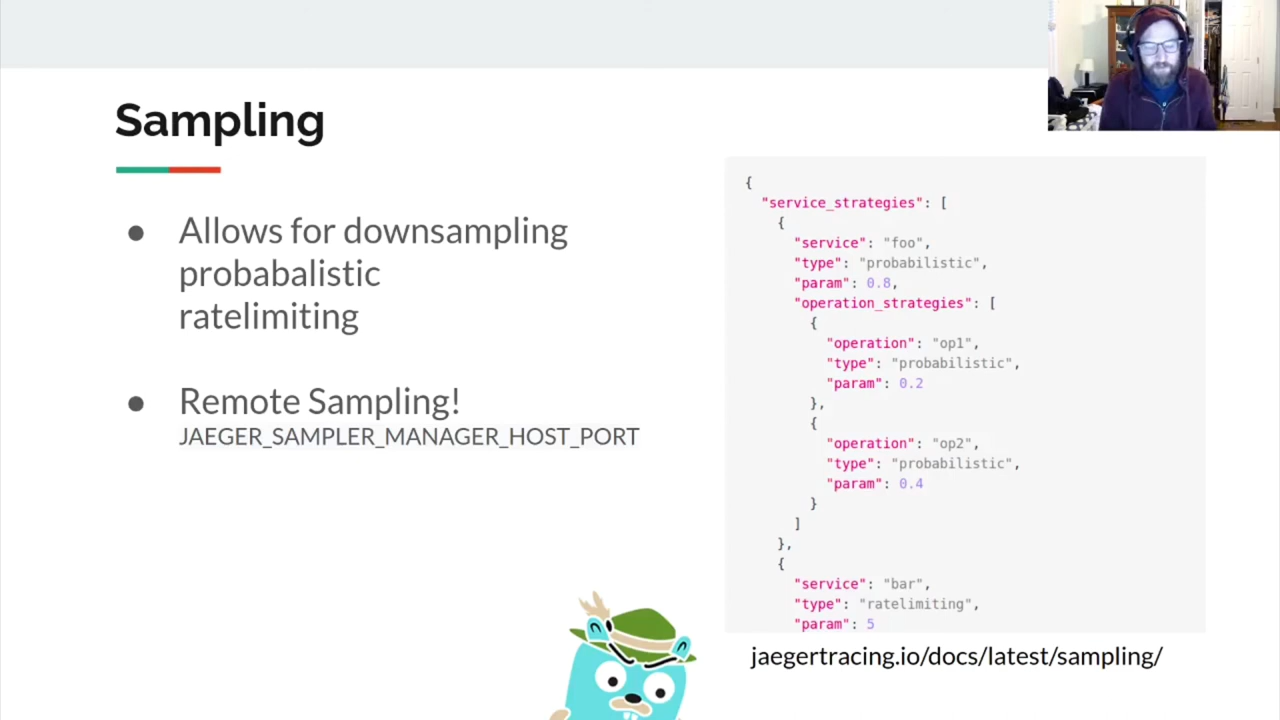 Sampling
● Allows for downsampling
probabalistic
ratelimiting
● Remote Sampling!
JAEGER_SAMPLER_MANAGER_HOST_PORT
{
"service_strategies": [
{
"service": "foo",
"type": "probabilistic",
"param": 0.8,
"operation_strategies": [
{
"operation": "op1",
"type": "probabilistic",
"param": 0.2
},
{
"operation": "op2",
"type": "probabilistic",
"param": 0.4
}
]
},
{
"service": "bar",
"type": "ratelimiting",
"param": 5
jaegertracing.io/docs/latest/sampling/